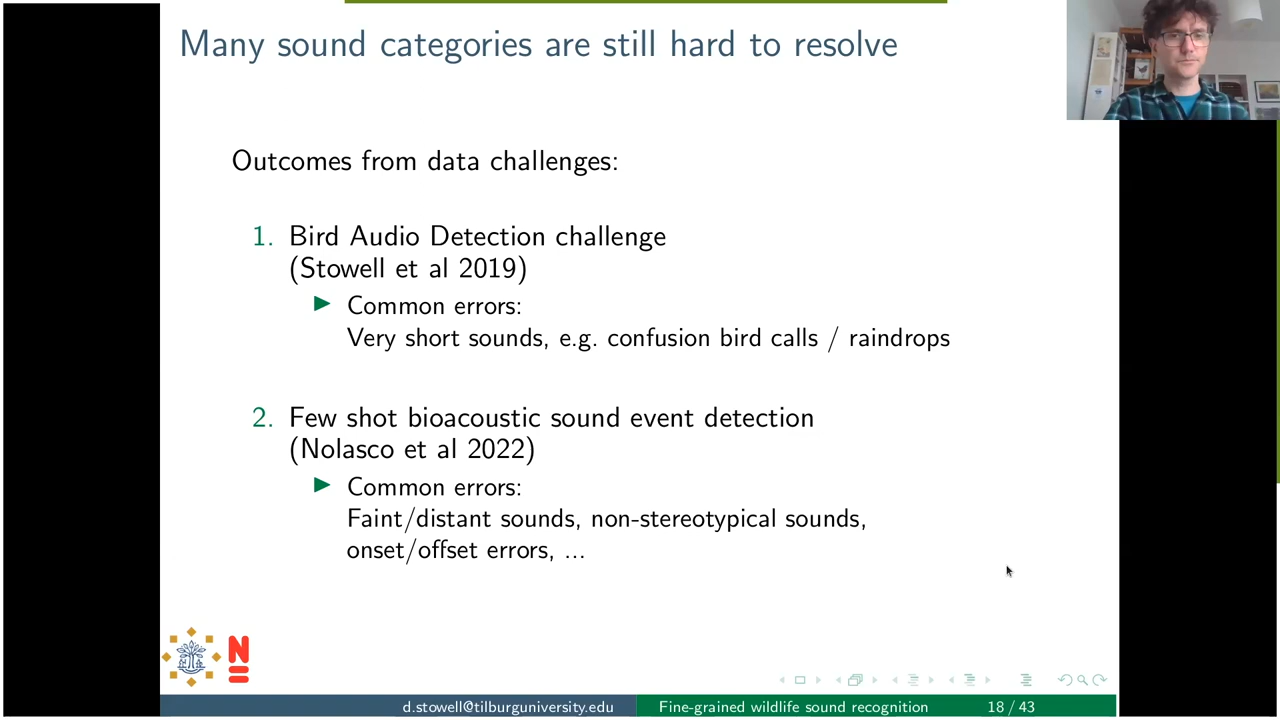 Many sound categories are still hard to resolve
Outcomes from data challenges:
1. Bird Audio Detection challenge
(Stowell et al 2019)
Common errors:
Very short sounds, e.g. confusion bird calls / raindrops
2. Few shot bioacoustic sound event detection
(Nolasco et al 2022)
Common errors:
Faint/distant sounds, non-stereotypical sounds,
onset/offset errors, ...
d.stowell@tilburguniversity.edu
Fine-grained wildlife sound recognition
18 / 43